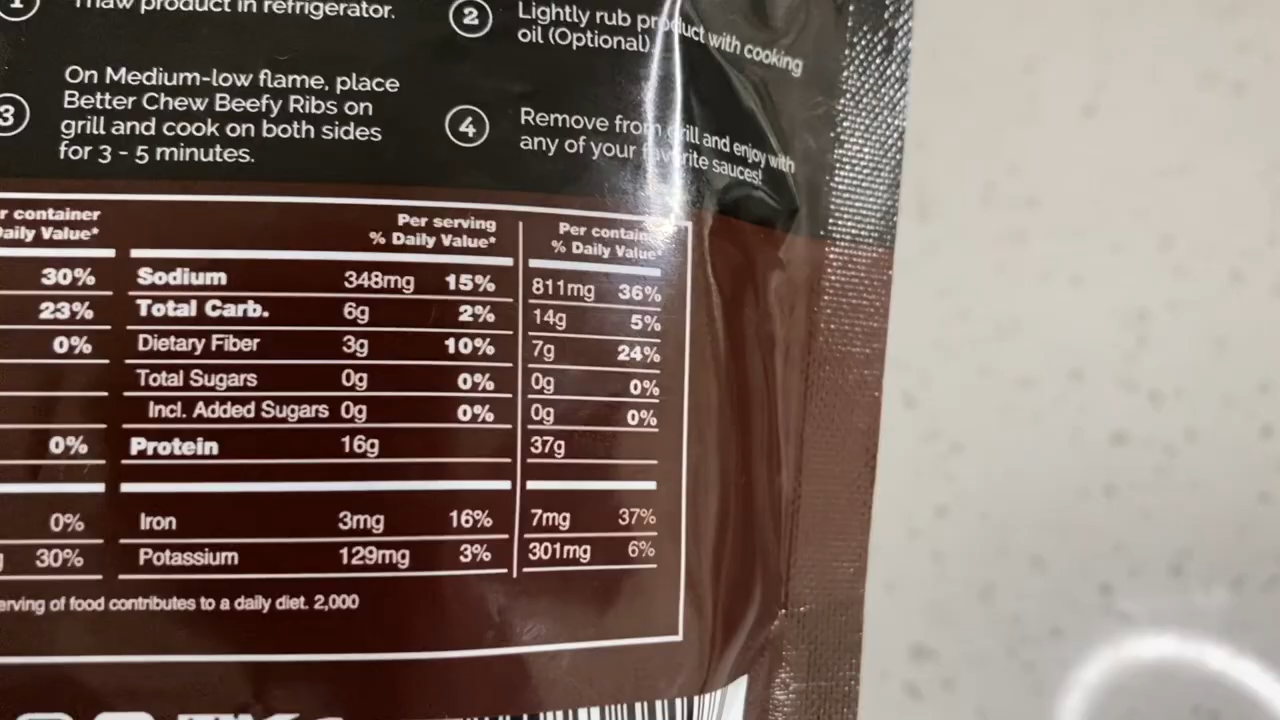 1 Thaw product in refrigerator.
2 Lightly rub product with cooking
oil (Optional).
3 On Medium-low flame, place
Better Chew Beefy Ribs on
grill and cook on both sides
for 3 - 5 minutes.
4 Remove from grill and enjoy with
any of your favorite sauces!
container
Daily Value*
30%
23%
0%
0%
0%
30%
Per serving
% Daily Value*
Per container
% Daily Value*
Sodium 348mg 15% 811mg 36%
Total Carb. 6g 2% 14g 5%
Dietary Fiber 3g 10% 7g 24%
Total Sugars 0g 0% 0g 0%
Incl. Added Sugars 0g 0% 0g 0%
Protein 16g 37g
Iron 3mg 16% 7mg 37%
Potassium 129mg 3% 301mg 6%
erving of food contributes to a daily diet. 2,000